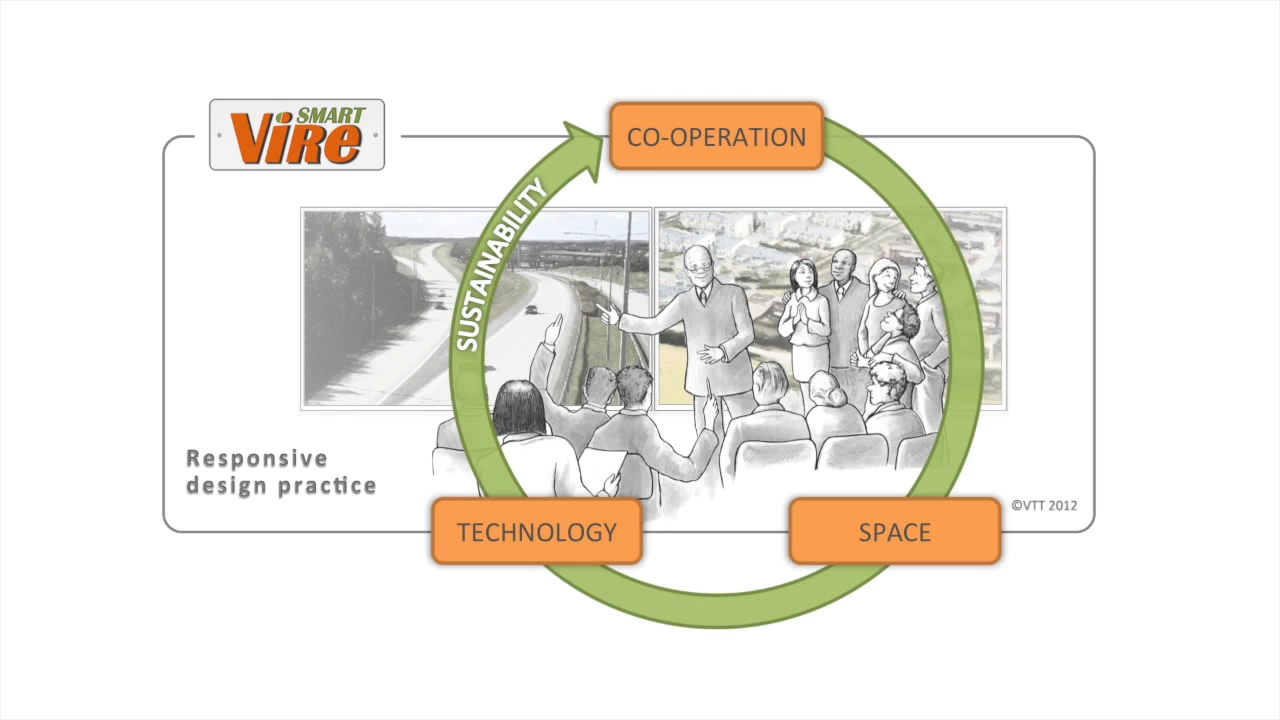 SMART
ViRe
CO-OPERATION
SUSTAINABILITY
Responsive
design practice
©VTT 2012
TECHNOLOGY
SPACE